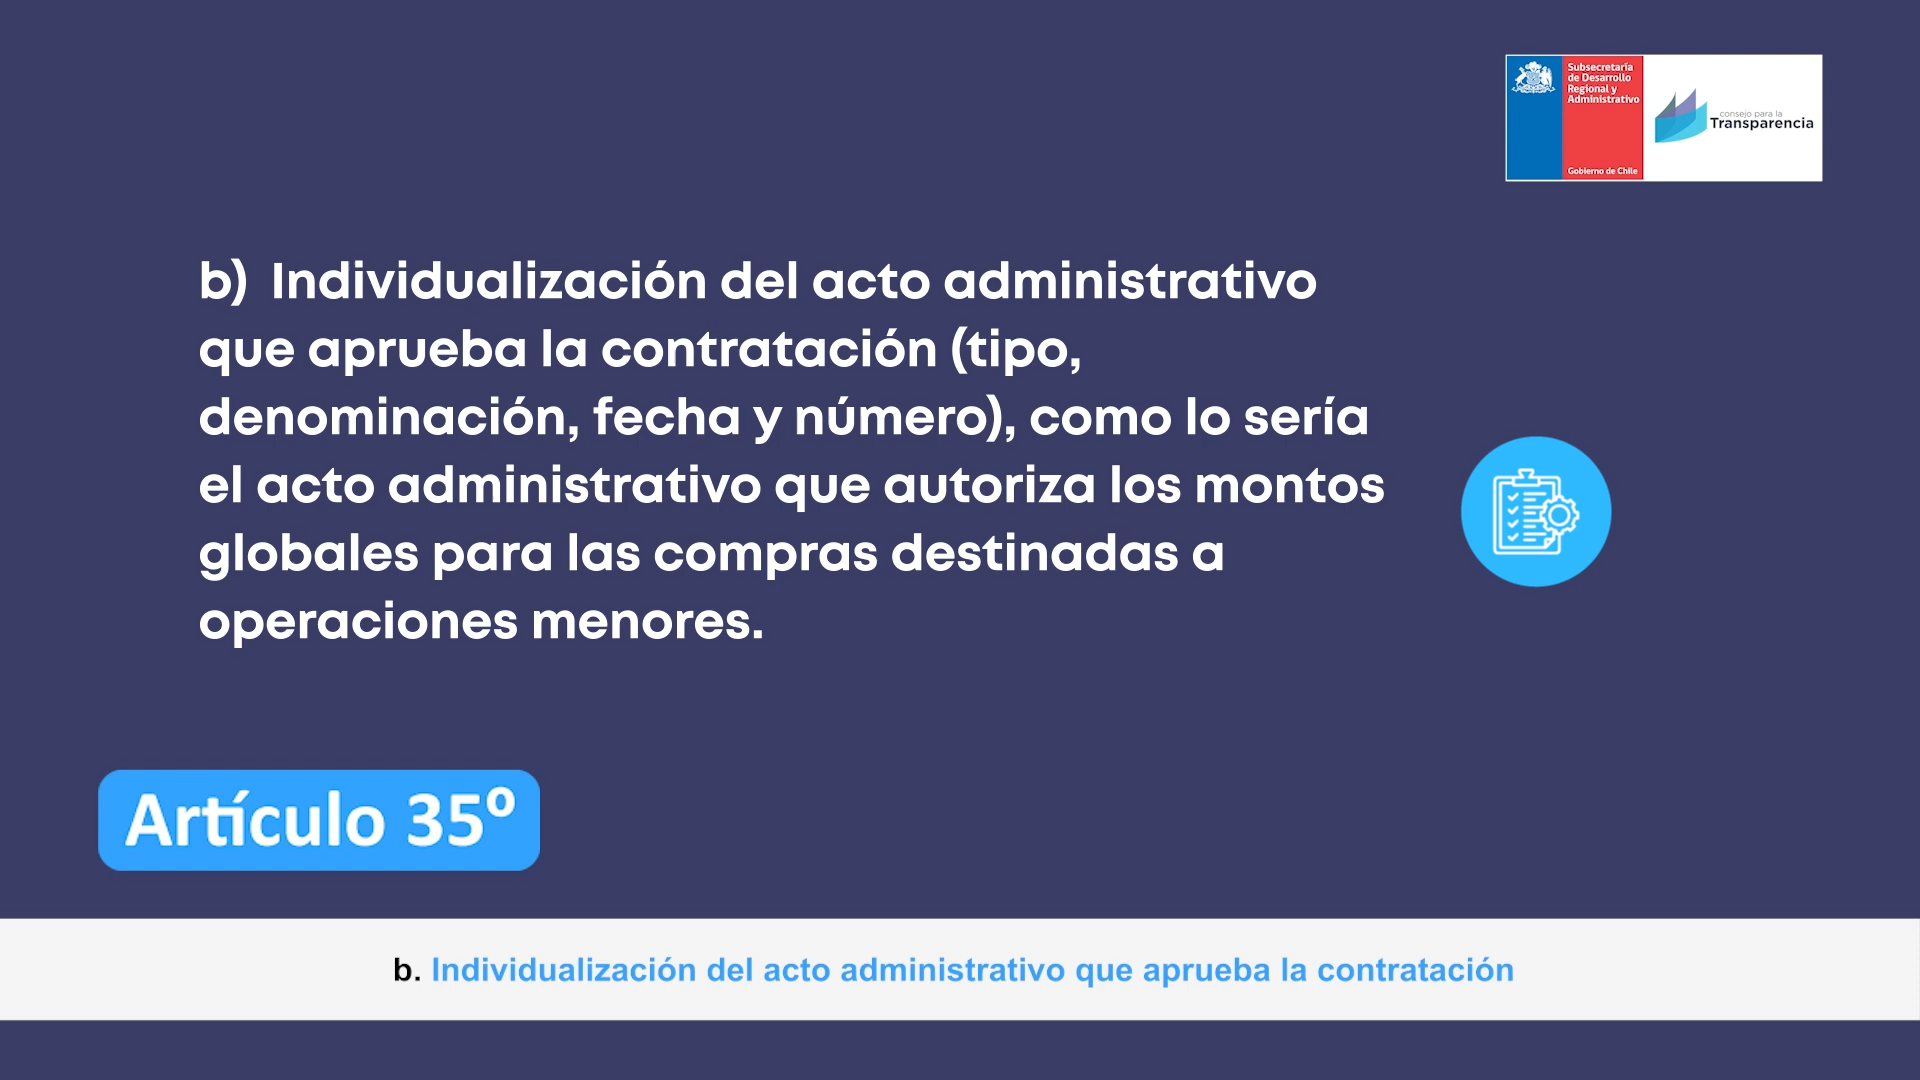 Subsecretaría
de Desarrollo
Regional y
Administrativo
Gobierno de Chile
consejo para la
Transparencia
b) Individualización del acto administrativo
que aprueba la contratación (tipo,
denominación, fecha y número), como lo sería
el acto administrativo que autoriza los montos
globales para las compras destinadas a
operaciones menores.
Artículo 35º
b. Individualización del acto administrativo que aprueba la contratación